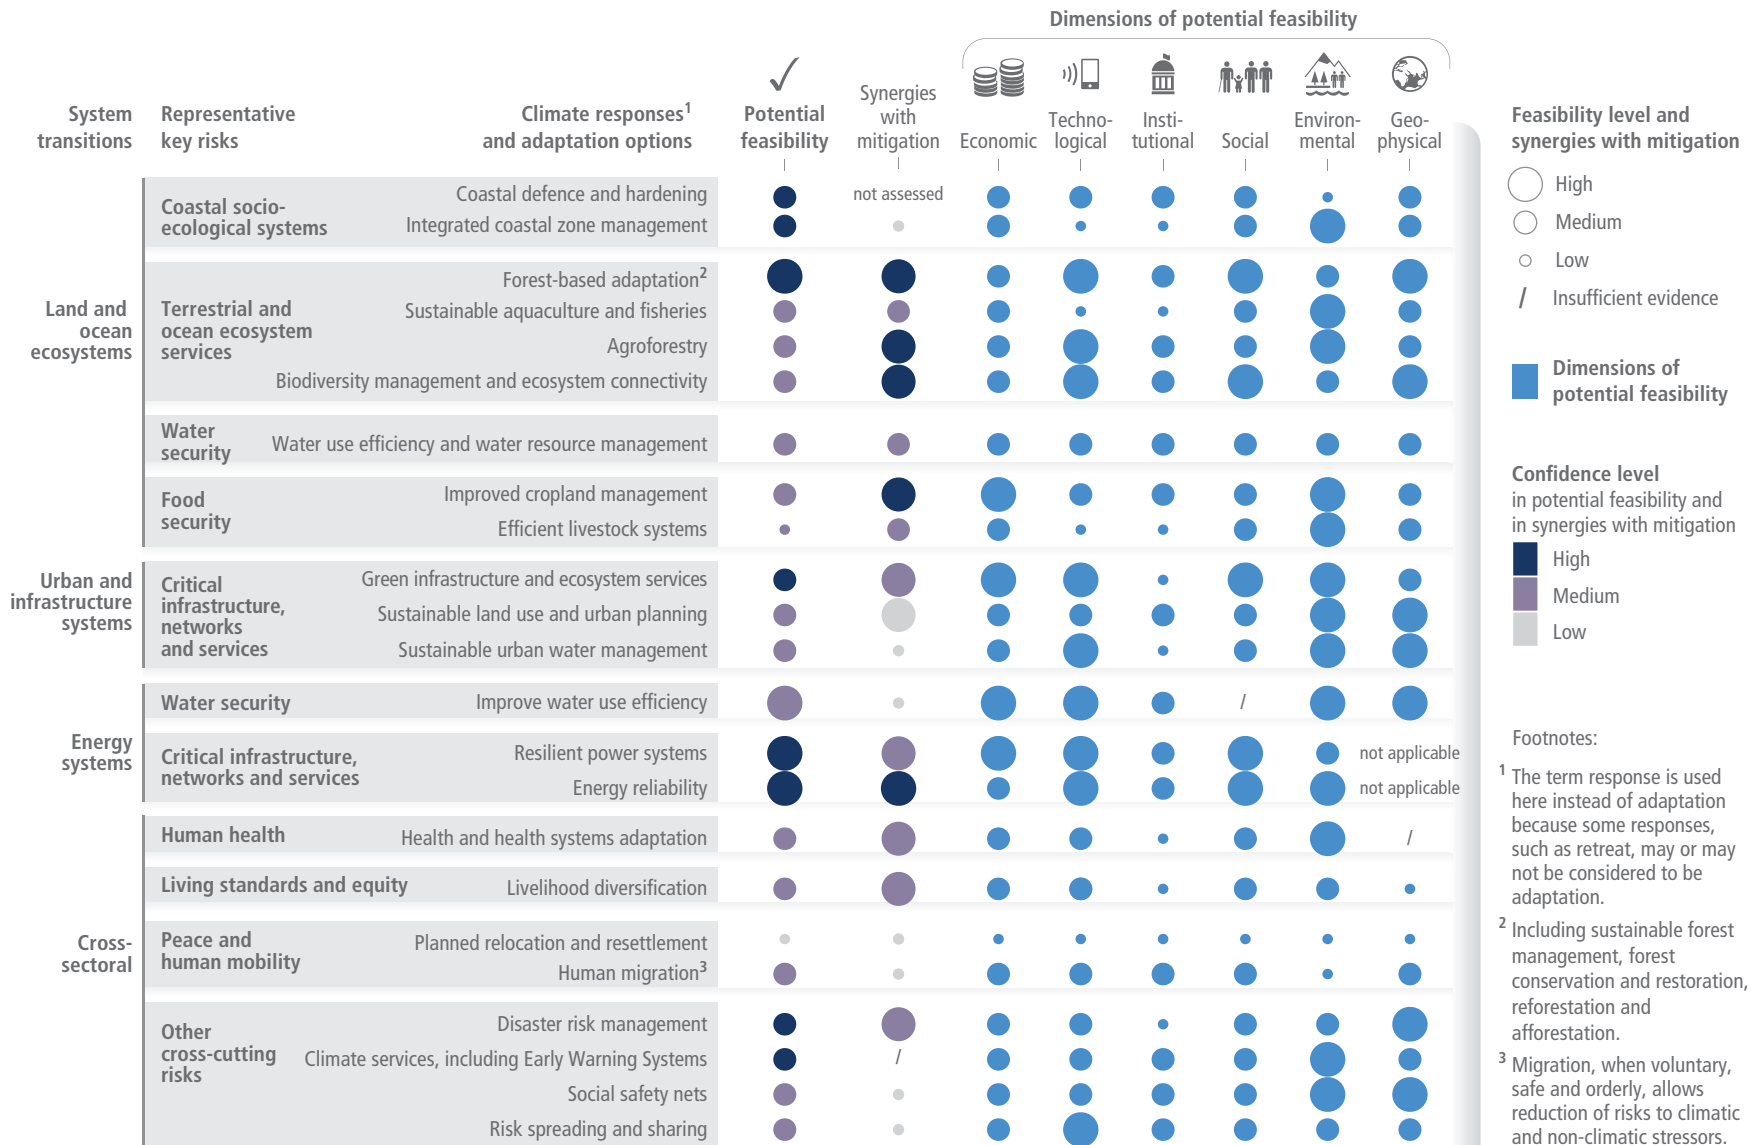 Dimensions of potential feasibility
System
transitions
Representative
key risks
Climate responses1
and adaptation options
Potential
feasibility
Synergies
with
mitigation
Economic
Techno-
logical
Insti-
tutional
Social
Environ-
mental
Geo-
physical
Land and
ocean
ecosystems
Coastal socio-
ecological systems
Coastal defence and hardening
not assessed
Integrated coastal zone management
Terrestrial and
ocean ecosystem
services
Forest-based adaptation2
Sustainable aquaculture and fisheries
Agroforestry
Biodiversity management and ecosystem connectivity
Water
security
Water use efficiency and water resource management
Food
security
Improved cropland management
Efficient livestock systems
Urban and
infrastructure
systems
Critical
infrastructure,
networks
and services
Green infrastructure and ecosystem services
Sustainable land use and urban planning
Sustainable urban water management
Energy
systems
Water security
Improve water use efficiency
/
Critical infrastructure,
networks and services
Resilient power systems
not applicable
Energy reliability
not applicable
Cross-
sectoral
Human health
Health and health systems adaptation
/
Living standards and equity
Livelihood diversification
Peace and
human mobility
Planned relocation and resettlement
Human migration3
Other
cross-cutting
risks
Disaster risk management
Climate services, including Early Warning Systems
/
Social safety nets
Risk spreading and sharing
Feasibility level and
synergies with mitigation
High
Medium
Low
/ Insufficient evidence
Dimensions of
potential feasibility
Confidence level
in potential feasibility and
in synergies with mitigation
High
Medium
Low
Footnotes:
1 The term response is used
here instead of adaptation
because some responses,
such as retreat, may or may
not be considered to be
adaptation.
2 Including sustainable forest
management, forest
conservation and restoration,
reforestation and
afforestation.
3 Migration, when voluntary,
safe and orderly, allows
reduction of risks to climatic
and non-climatic stressors.